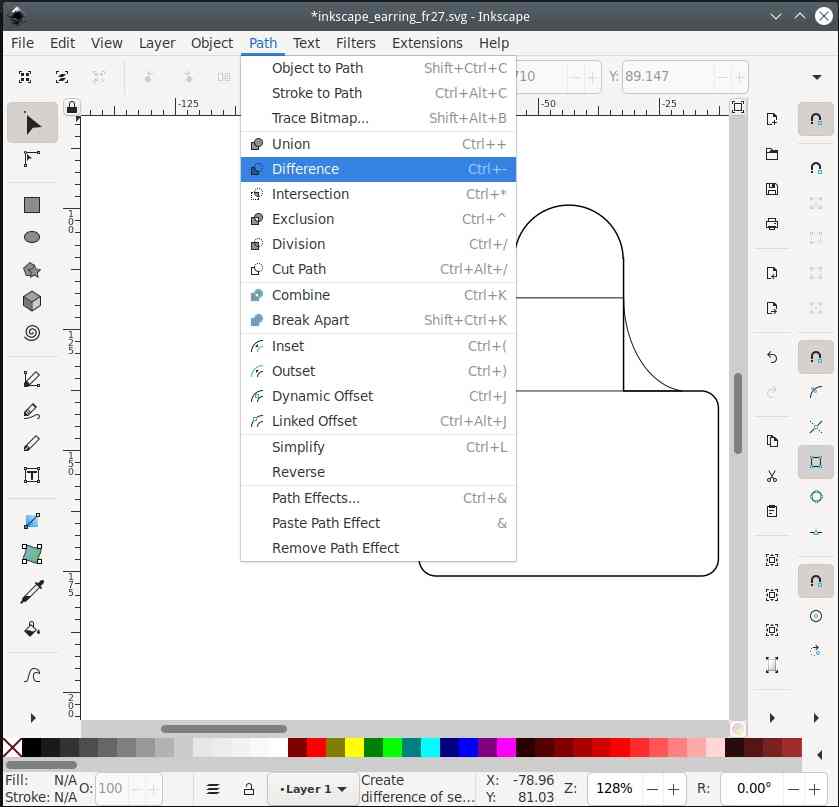 *inkscape_earring_fr27.svg - Inkscape
File Edit View Layer Object Path Text Filters Extensions Help
710 Y: 89.147
-125 -50 -25
Object to Path Shift+Ctrl+C
Stroke to Path Ctrl+Alt+C
Trace Bitmap... Shift+Alt+B
Union Ctrl++
Difference Ctrl+-
Intersection Ctrl+*
Exclusion Ctrl+^
Division Ctrl+/
Cut Path Ctrl+Alt+/
Combine Ctrl+K
Break Apart Shift+Ctrl+K
Inset Ctrl+(
Outset Ctrl+)
Dynamic Offset Ctrl+J
Linked Offset Ctrl+Alt+J
Simplify Ctrl+L
Reverse
Path Effects... Ctrl+&
Paste Path Effect &
Remove Path Effect
100
125
150
175
200
Fill: N/A
Stroke: N/A
O: 100
•Layer 1
Create
difference of se...
X: -78.96
Y: 81.03
Z: 128%
R: 0.00°